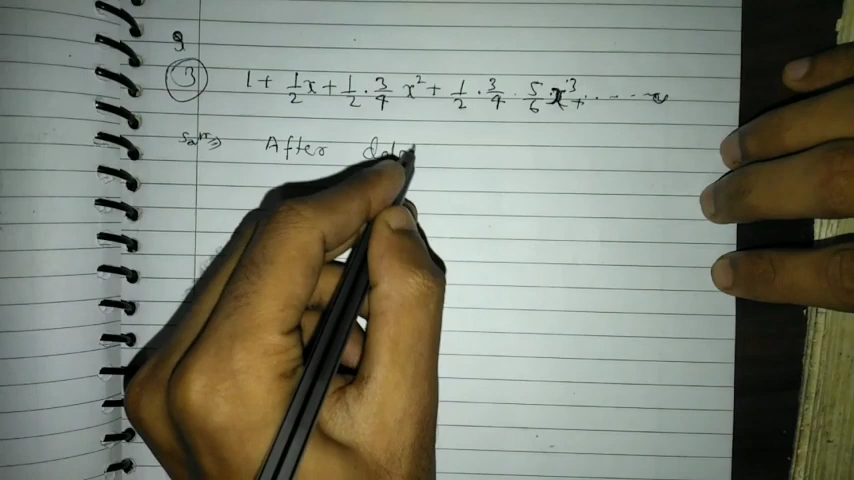 9
3 1 + 1/2 x + 1/2 · 3/4 x² + 1/2 · 3/4 · 5/6 x³ + · · · · · ∞
Solⁿ⇒ After